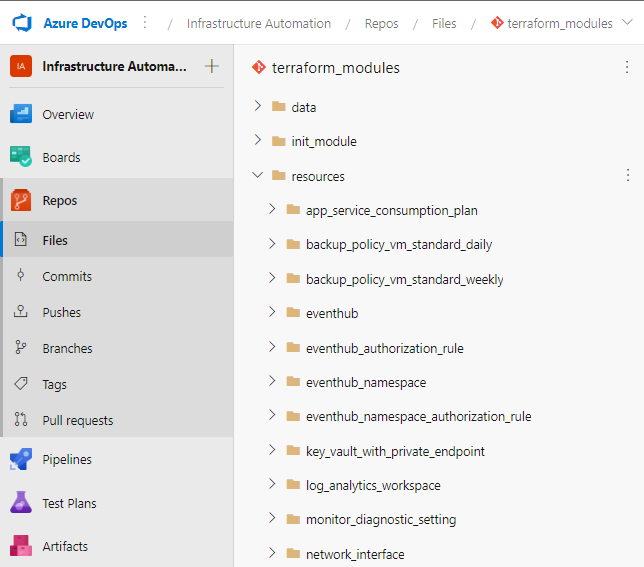 Azure DevOps / Infrastructure Automation / Repos / Files / terraform_modules
IA Infrastructure Automa...
Overview
Boards
Repos
Files
Commits
Pushes
Branches
Tags
Pull requests
Pipelines
Test Plans
Artifacts
terraform_modules
data
init_module
resources
app_service_consumption_plan
backup_policy_vm_standard_daily
backup_policy_vm_standard_weekly
eventhub
eventhub_authorization_rule
eventhub_namespace
eventhub_namespace_authorization_rule
key_vault_with_private_endpoint
log_analytics_workspace
monitor_diagnostic_setting
network_interface